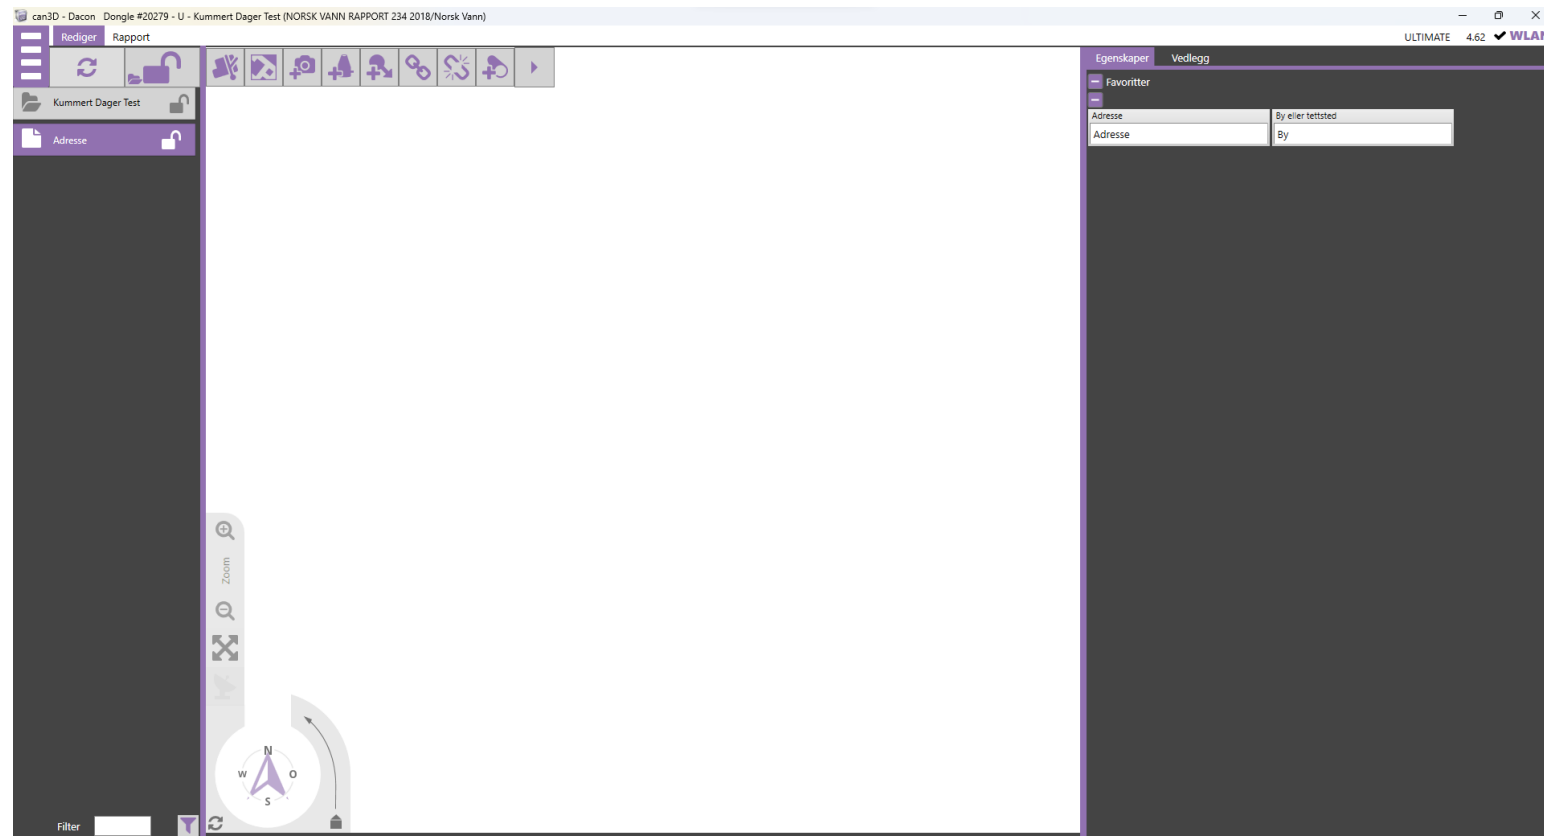 can3D - Dacon   Dongle #20279 - U - Kummert Dager Test (NORSK VANN RAPPORT 234 2018/Norsk Vann)
Rediger Rapport
ULTIMATE 4.62 WLAN
Egenskaper Vedlegg
Favoritter
Kummert Dager Test
Adresse By eller tettsted
Adresse By
Adresse
Zoom
N
W O
S
Filter